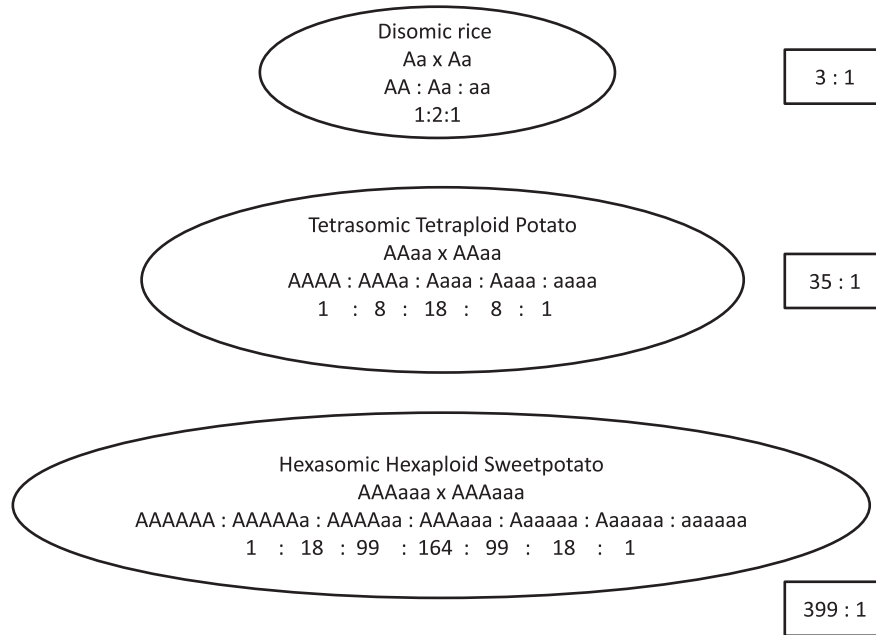 Disomic rice
Aa x Aa
AA : Aa : aa
1:2:1
3 : 1
Tetrasomic Tetraploid Potato
AAaa x AAaa
AAAA : AAAa : Aaaa : Aaaa : aaaa
1 : 8 : 18 : 8 : 1
35 : 1
Hexasomic Hexaploid Sweetpotato
AAAaaa x AAAaaa
AAAAAA : AAAAAa : AAAAaa : AAAaaa : Aaaaaa : Aaaaaa : aaaaaa
1 : 18 : 99 : 164 : 99 : 18 : 1
399 : 1